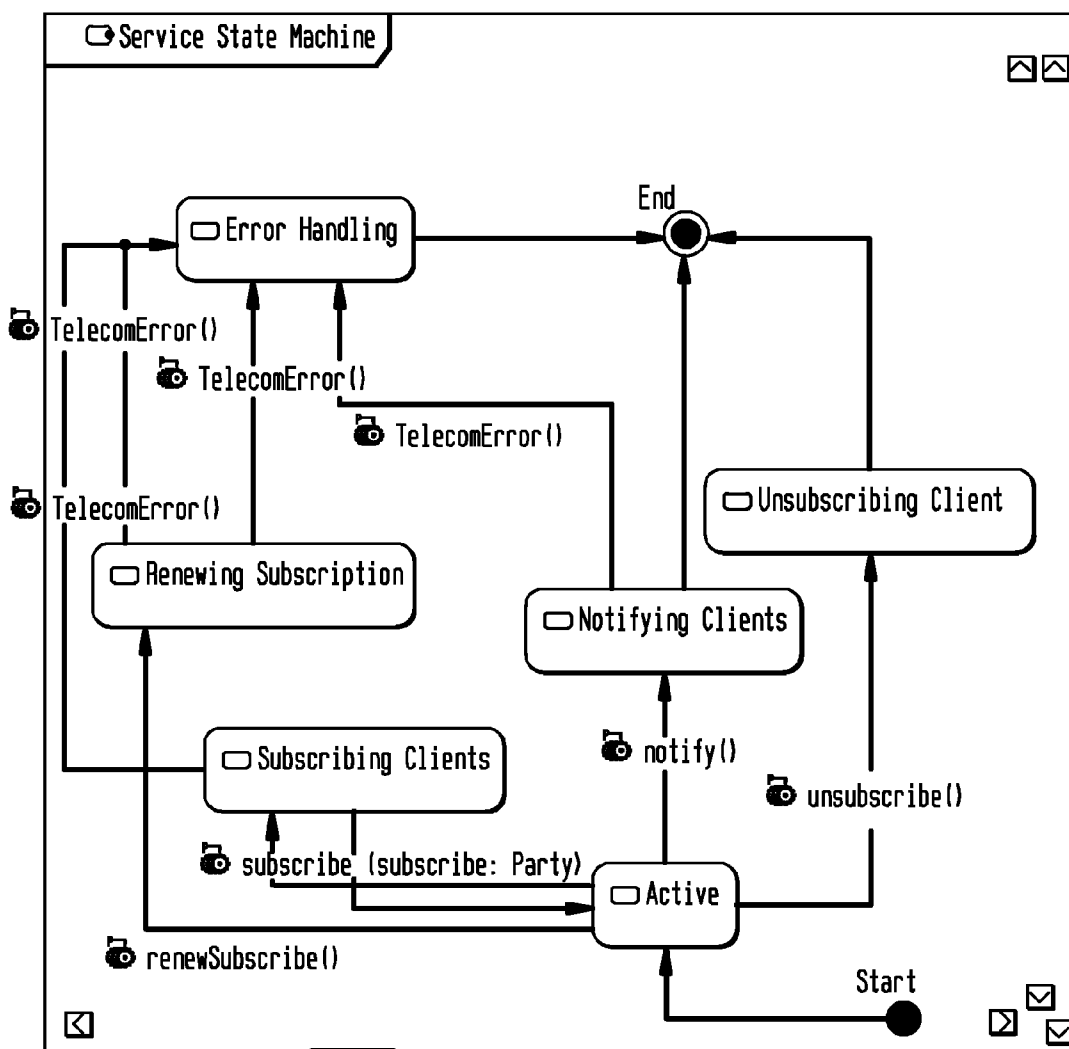 Service State Machine
End
Error Handling
TelecomError()
TelecomError()
TelecomError()
TelecomError()
Unsubscribing Client
Renewing Subscription
Notifying Clients
Subscribing Clients
notify()
unsubscribe()
subscribe (subscribe: Party)
Active
renewSubscribe()
Start